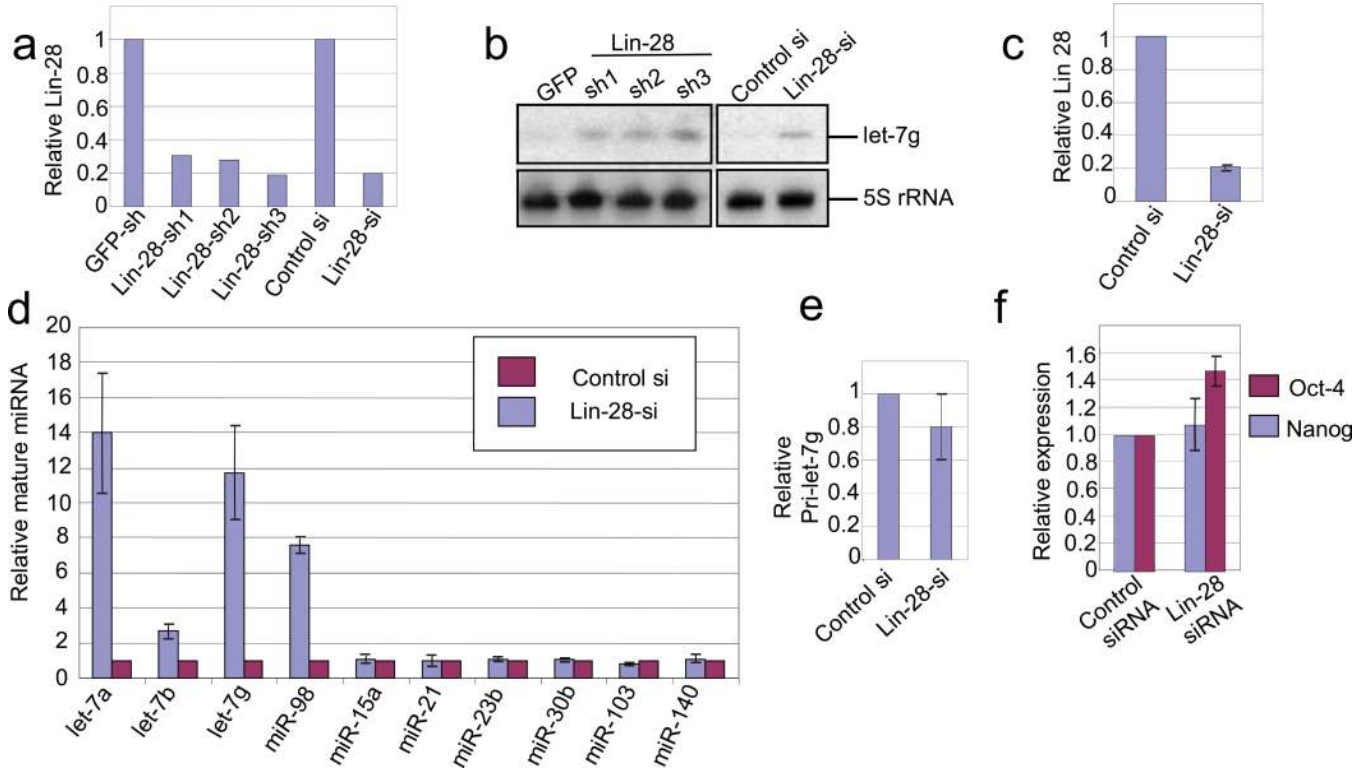 a
Relative Lin-28
1
0.8
0.6
0.4
0.2
0
GFP-sh
Lin-28-sh1
Lin-28-sh2
Lin-28-sh3
Control si
Lin-28-si
b
Lin-28
GFP
sh1
sh2
sh3
Control si
Lin-28-si
let-7g
5S rRNA
c
Relative Lin 28
1
0.8
0.6
0.4
0.2
0
Control si
Lin-28-si
d
Relative mature miRNA
20
18
16
14
12
10
8
6
4
2
0
Control si
Lin-28-si
let-7a
let-7b
let-7g
miR-98
miR-15a
miR-21
miR-23b
miR-30b
miR-103
miR-140
e
Relative
Pri-let-7g
1
0.8
0.6
0.4
0.2
0
Control si
Lin-28-si
f
Relative expression
1.6
1.4
1.2
1.0
0.8
0.6
0.4
0.2
0
Control
siRNA
Lin-28
siRNA
Oct-4
Nanog